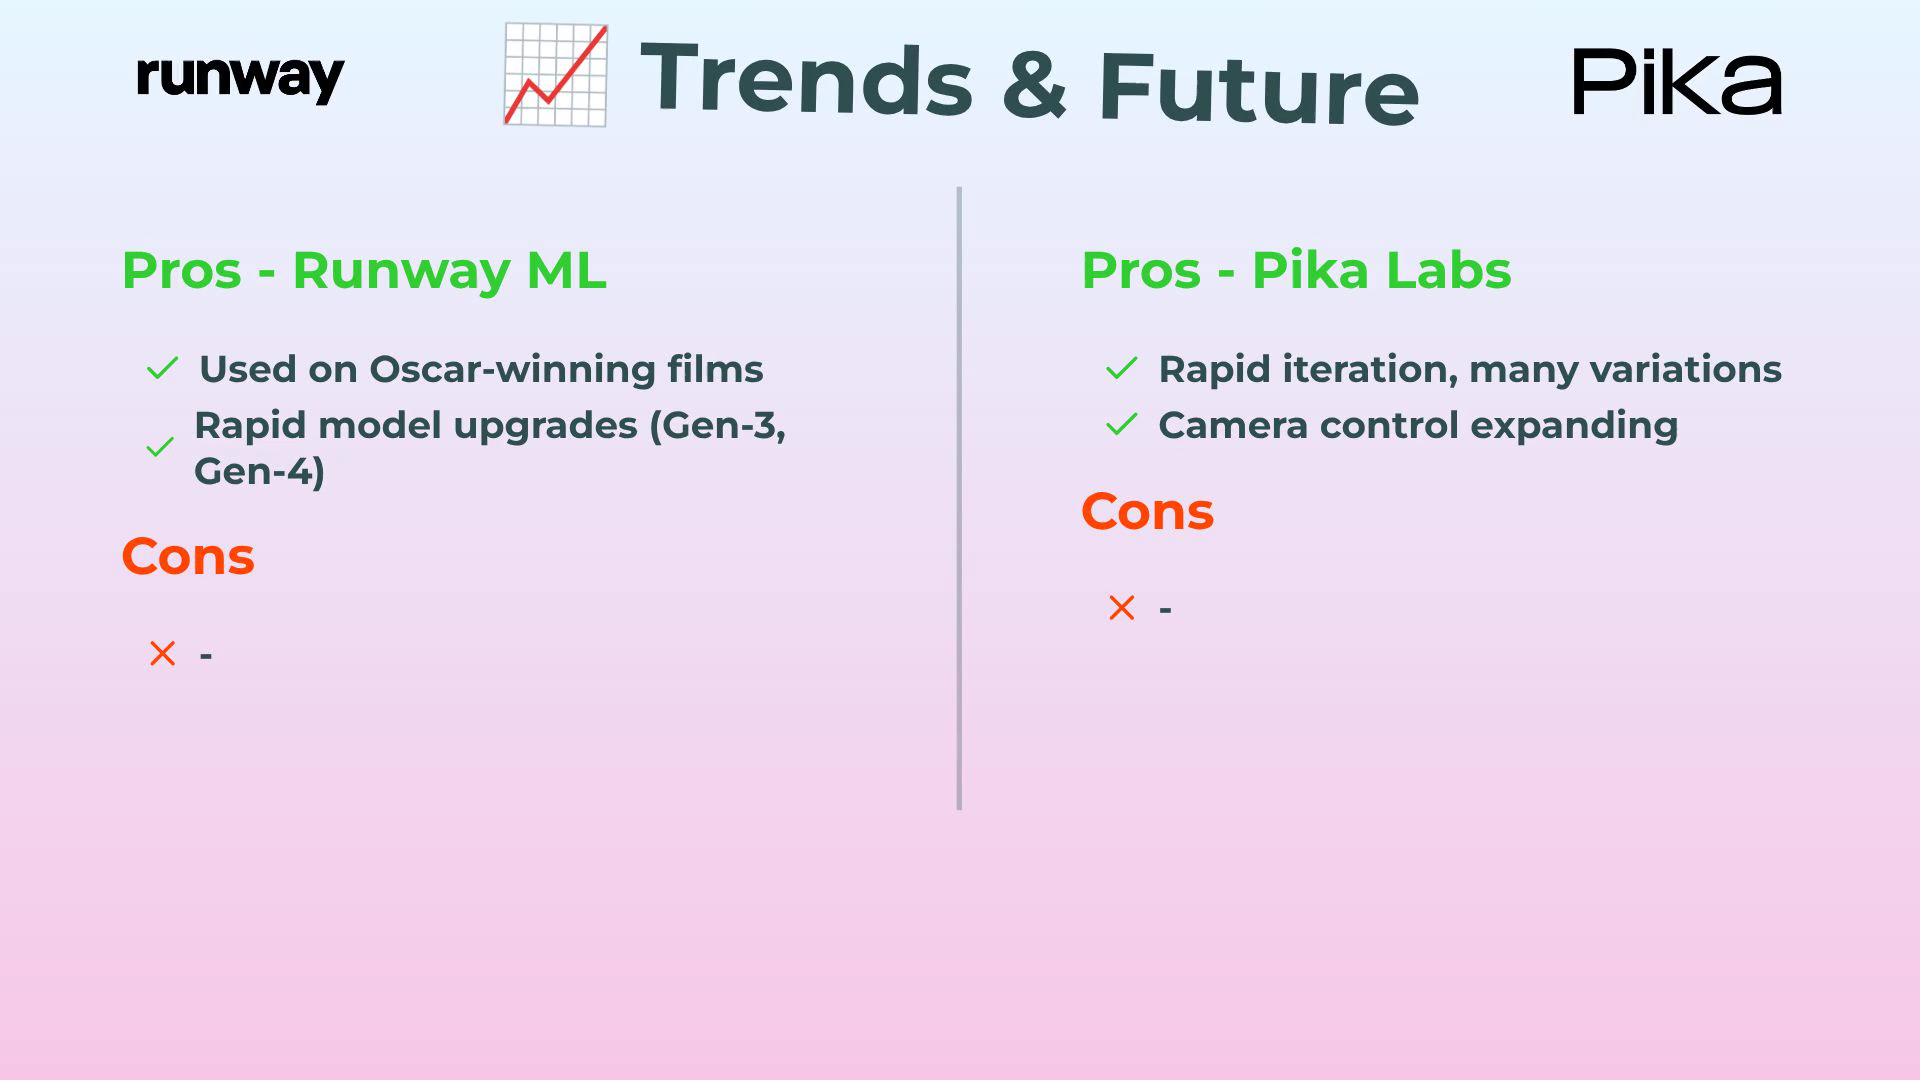 runway
📈 Trends & Future
Pika
Pros - Runway ML
Used on Oscar-winning films
Rapid model upgrades (Gen-3,
Gen-4)
Cons
-
Pros - Pika Labs
Rapid iteration, many variations
Camera control expanding
Cons
-